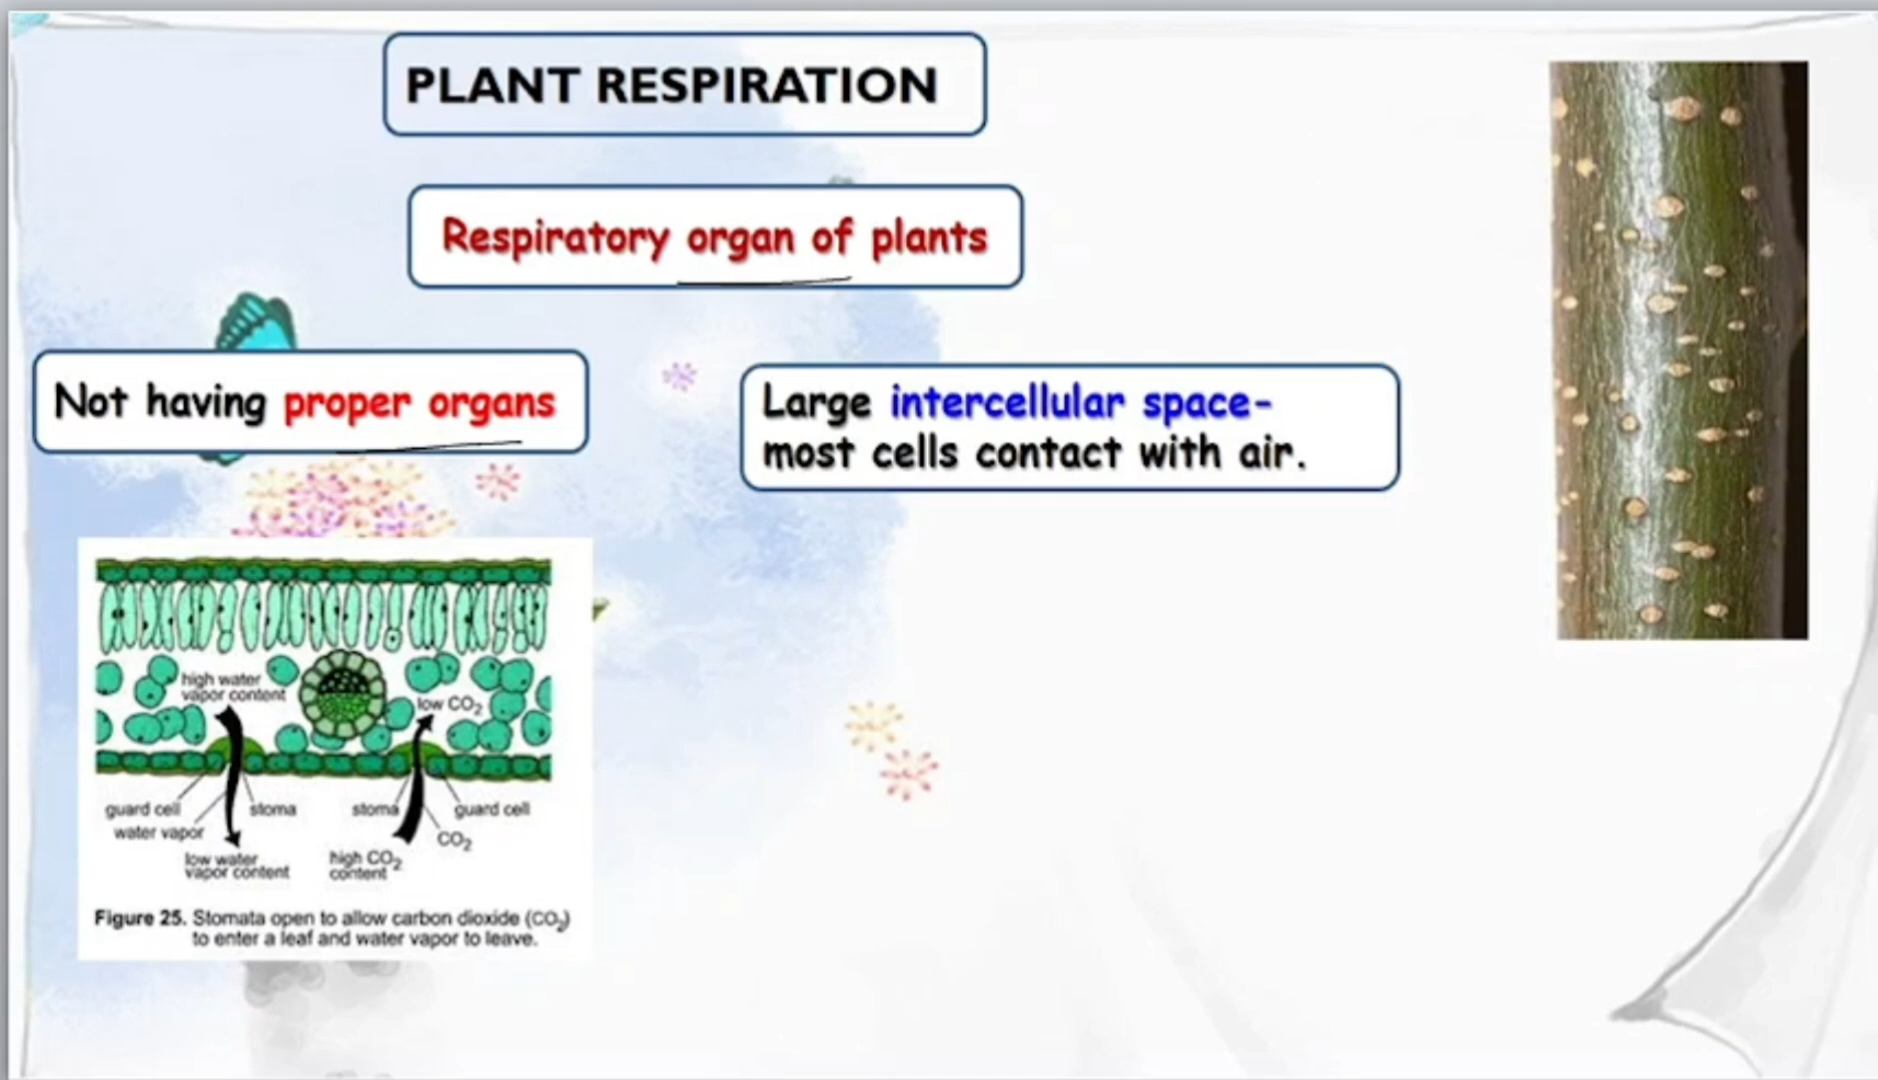 PLANT RESPIRATION
Respiratory organ of plants
Not having proper organs
Large intercellular space-
most cells contact with air.
high water
vapor content
low CO₂
guard cell
stoma
stoma
guard cell
water vapor
CO₂
low water
vapor content
high CO₂
content
Figure 25. Stomata open to allow carbon dioxide (CO₂)
to enter a leaf and water vapor to leave.